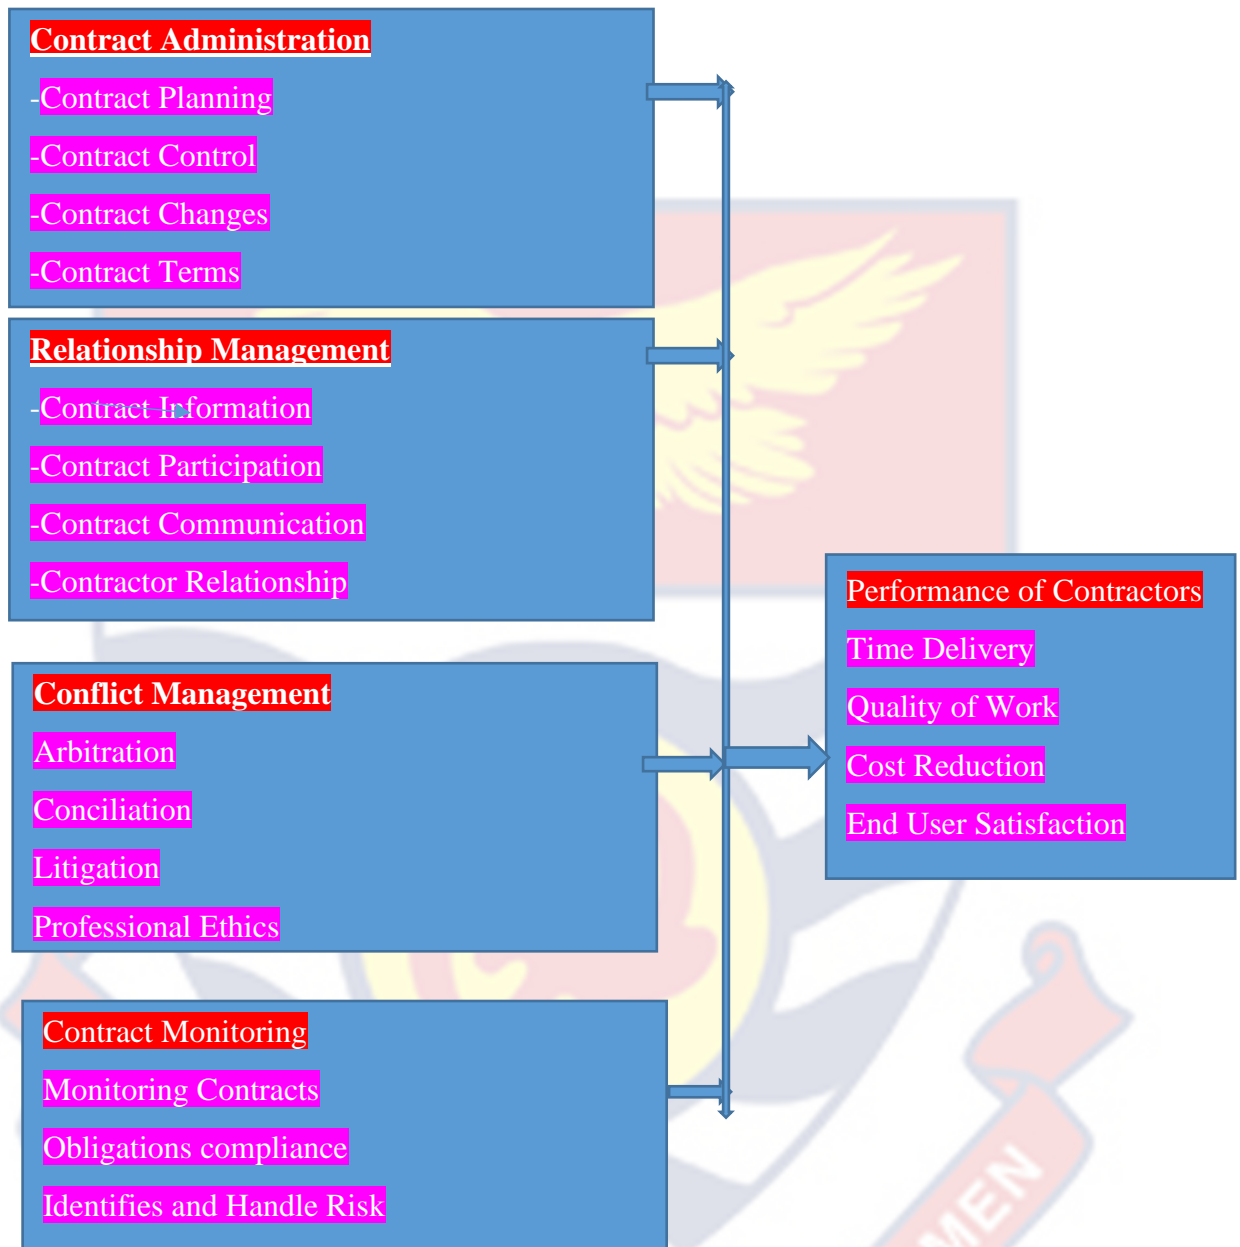 Contract Administration
-Contract Planning
-Contract Control
-Contract Changes
-Contract Terms
Relationship Management
-Contract Information
-Contract Participation
-Contract Communication
-Contractor Relationship
Conflict Management
Arbitration
Conciliation
Litigation
Professional Ethics
Contract Monitoring
Monitoring Contracts
Obligations compliance
Identifies and Handle Risk
Performance of Contractors
Time Delivery
Quality of Work
Cost Reduction
End User Satisfaction
MEN